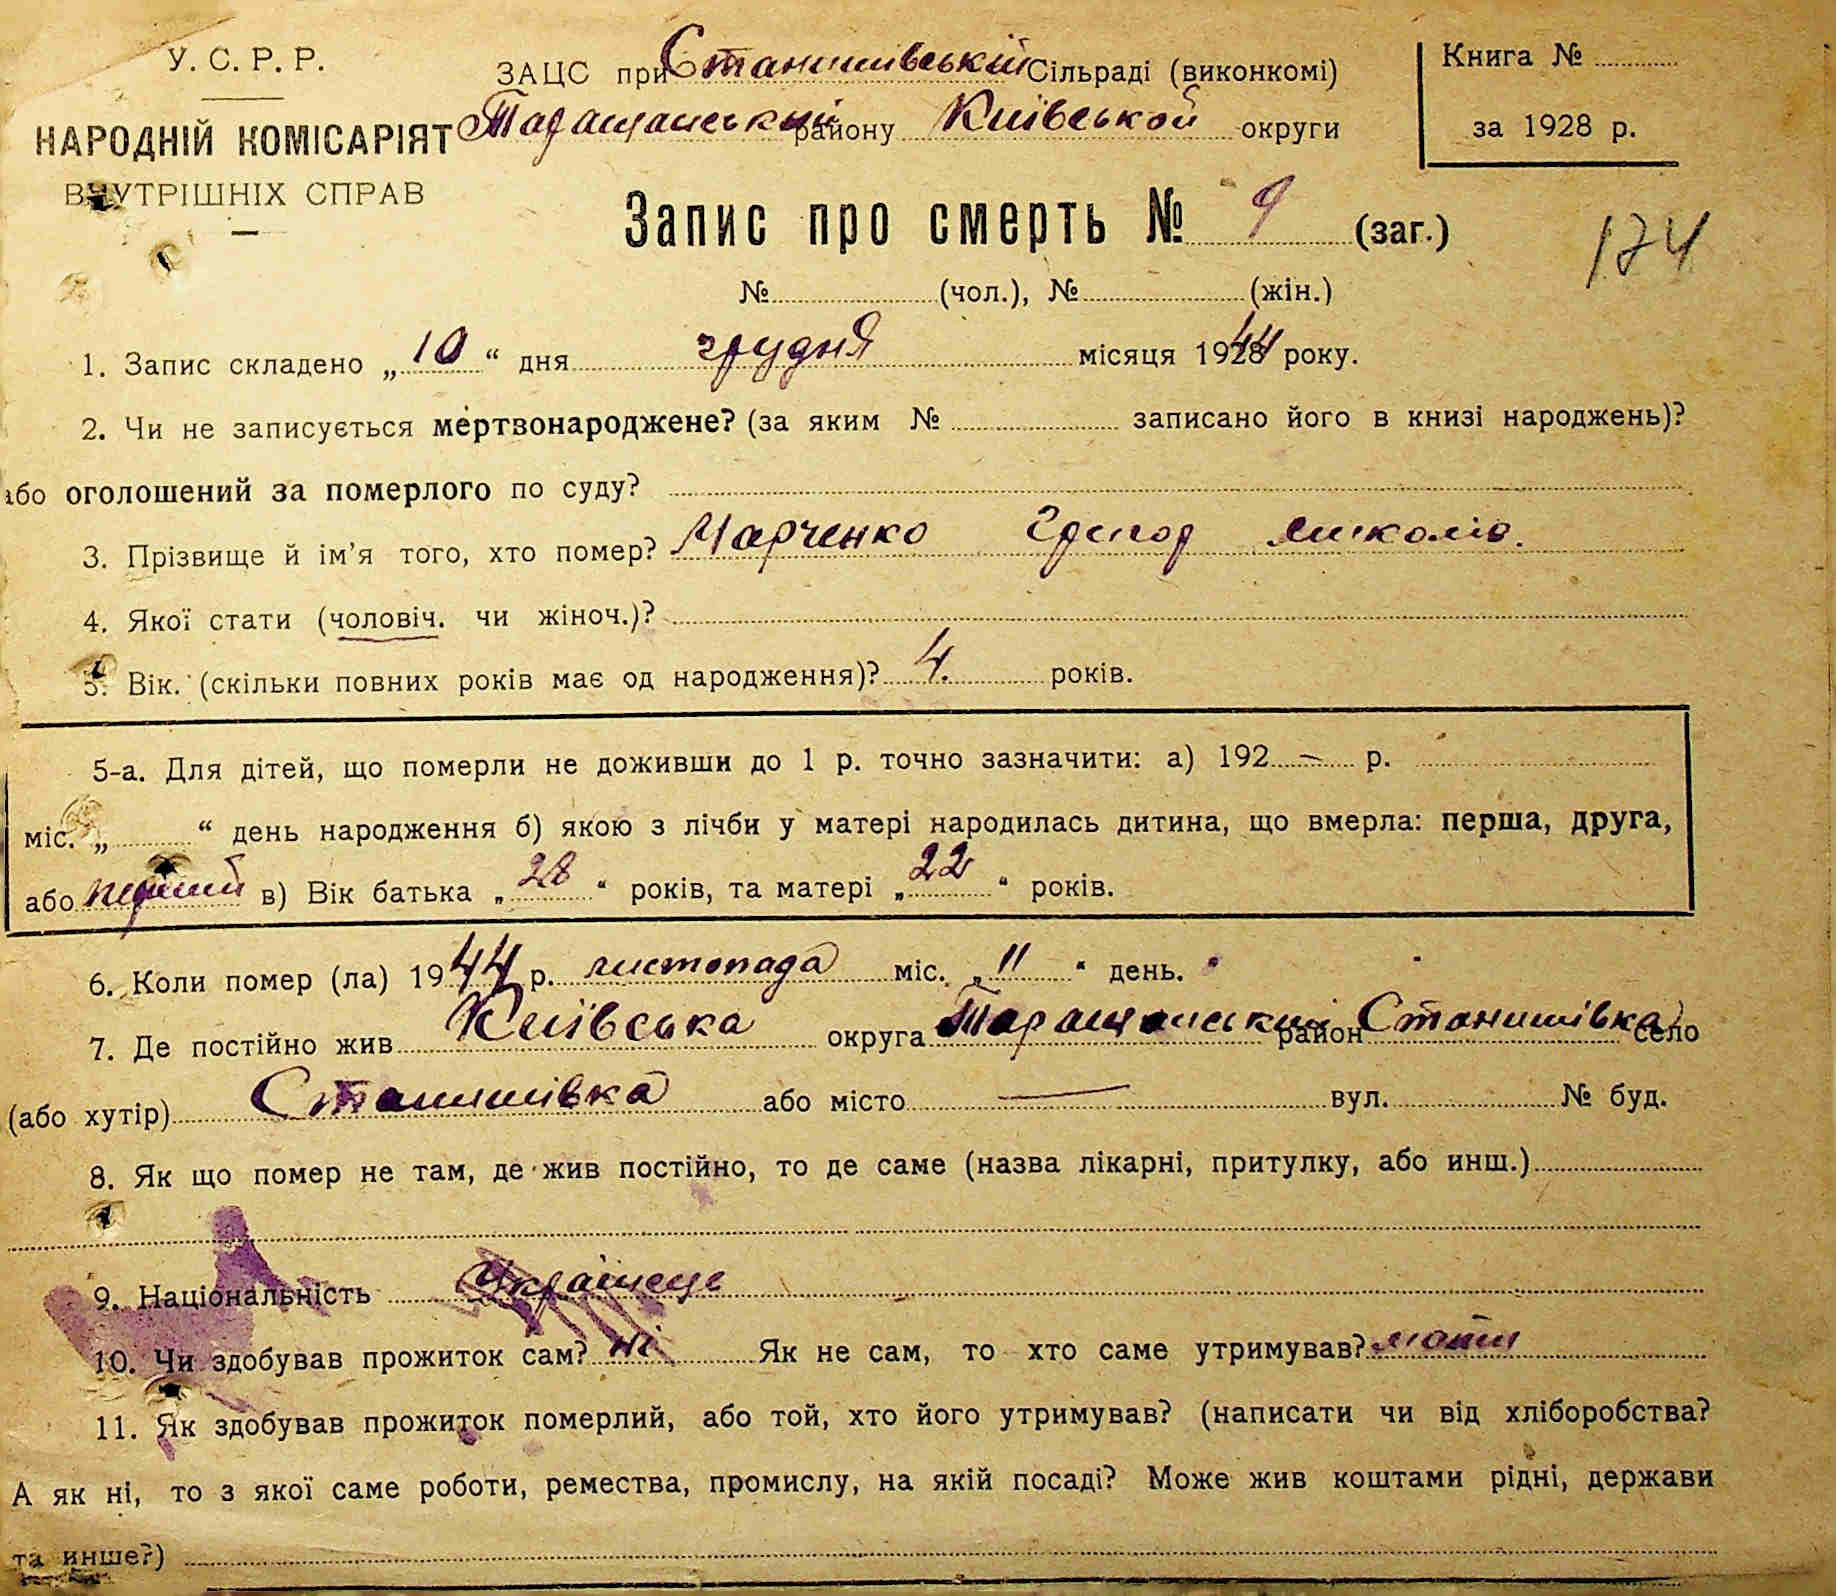 У. С. Р. Р.
НАРОДНІЙ КОМІСАРІЯТ
ВНУТРІШНІХ СПРАВ
ЗАЦС при Станишівській Сільраді (виконкомі)
Таращанський району Київськой округи
Книга №
за 1928 р.
Запис про смерть № 9 (заг.)
174
№ (чол.), № (жін.)
1. Запис складено „10“ дня грудня місяця 192844 року.
2. Чи не записується мертвонароджене? (за яким № записано його в книзі народжень)?
або оголошений за померлого по суду?
3. Прізвище й ім'я того, хто помер? Марченко Григор Миколів.
4. Якої стати (чоловіч. чи жіноч.)?
5. Вік. (скільки повних років має од народження)? 4. років.
5-а. Для дітей, що померли не доживши до 1 р. точно зазначити: а) 192 — р.
міс. „ “ день народження б) якою з лічби у матері народилась дитина, що вмерла: перша, друга,
або перший в) Вік батька „28“ років, та матері „22“ років.
6. Коли помер (ла) 1944 р. листопада міс. „11“ день.
7. Де постійно жив Київська округа Таращанський район Станишівка село
(або хутір) Станишівка або місто — вул. № буд.
8. Як що помер не там, де жив постійно, то де саме (назва лікарні, притулку, або инш.)
9. Національність Українець
10. Чи здобував прожиток сам? ні Як не сам, то хто саме утримував? мати
11. Як здобував прожиток померлий, або той, хто його утримував? (написати чи від хліборобства?
А як ні, то з якої саме роботи, ремества, промислу, на якій посаді? Може жив коштами рідні, держави
та инше?)